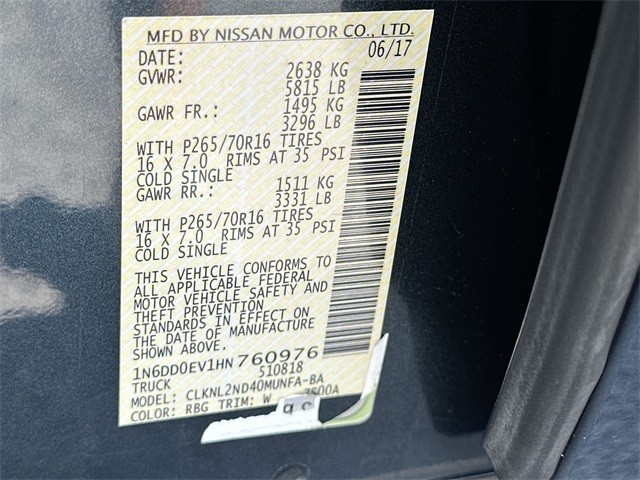 MFD BY NISSAN MOTOR CO., LTD.
DATE: 06/17
GVWR: 2638 KG
5815 LB
GAWR FR.: 1495 KG
3296 LB
WITH P265/70R16 TIRES
16 X 7.0 RIMS AT 35 PSI
COLD SINGLE
GAWR RR.: 1511 KG
3331 LB
WITH P265/70R16 TIRES
16 X 7.0 RIMS AT 35 PSI
COLD SINGLE
THIS VEHICLE CONFORMS TO
ALL APPLICABLE FEDERAL
MOTOR VEHICLE SAFETY AND
THEFT PREVENTION
STANDARDS IN EFFECT ON
THE DATE OF MANUFACTURE
SHOWN ABOVE.
1N6DD0EV1HN760976
TRUCK 510818
MODEL: CLKNL2ND40MUNFA-BA
COLOR: RBG TRIM: W